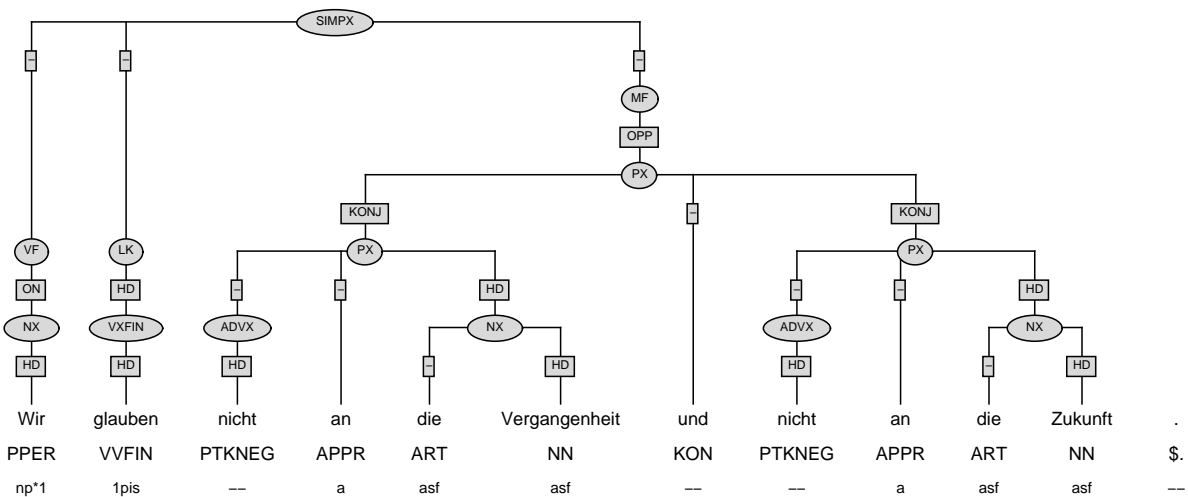 SIMPX
– – –
MF
OPP
PX
KONJ – KONJ
VF LK PX PX
ON HD – – HD – – HD
NX VXFIN ADVX NX ADVX NX
HD HD HD – HD HD – HD
Wir glauben nicht an die Vergangenheit und nicht an die Zukunft .
PPER VVFIN PTKNEG APPR ART NN KON PTKNEG APPR ART NN $.
np*1 1pis –– a asf asf –– –– a asf asf ––